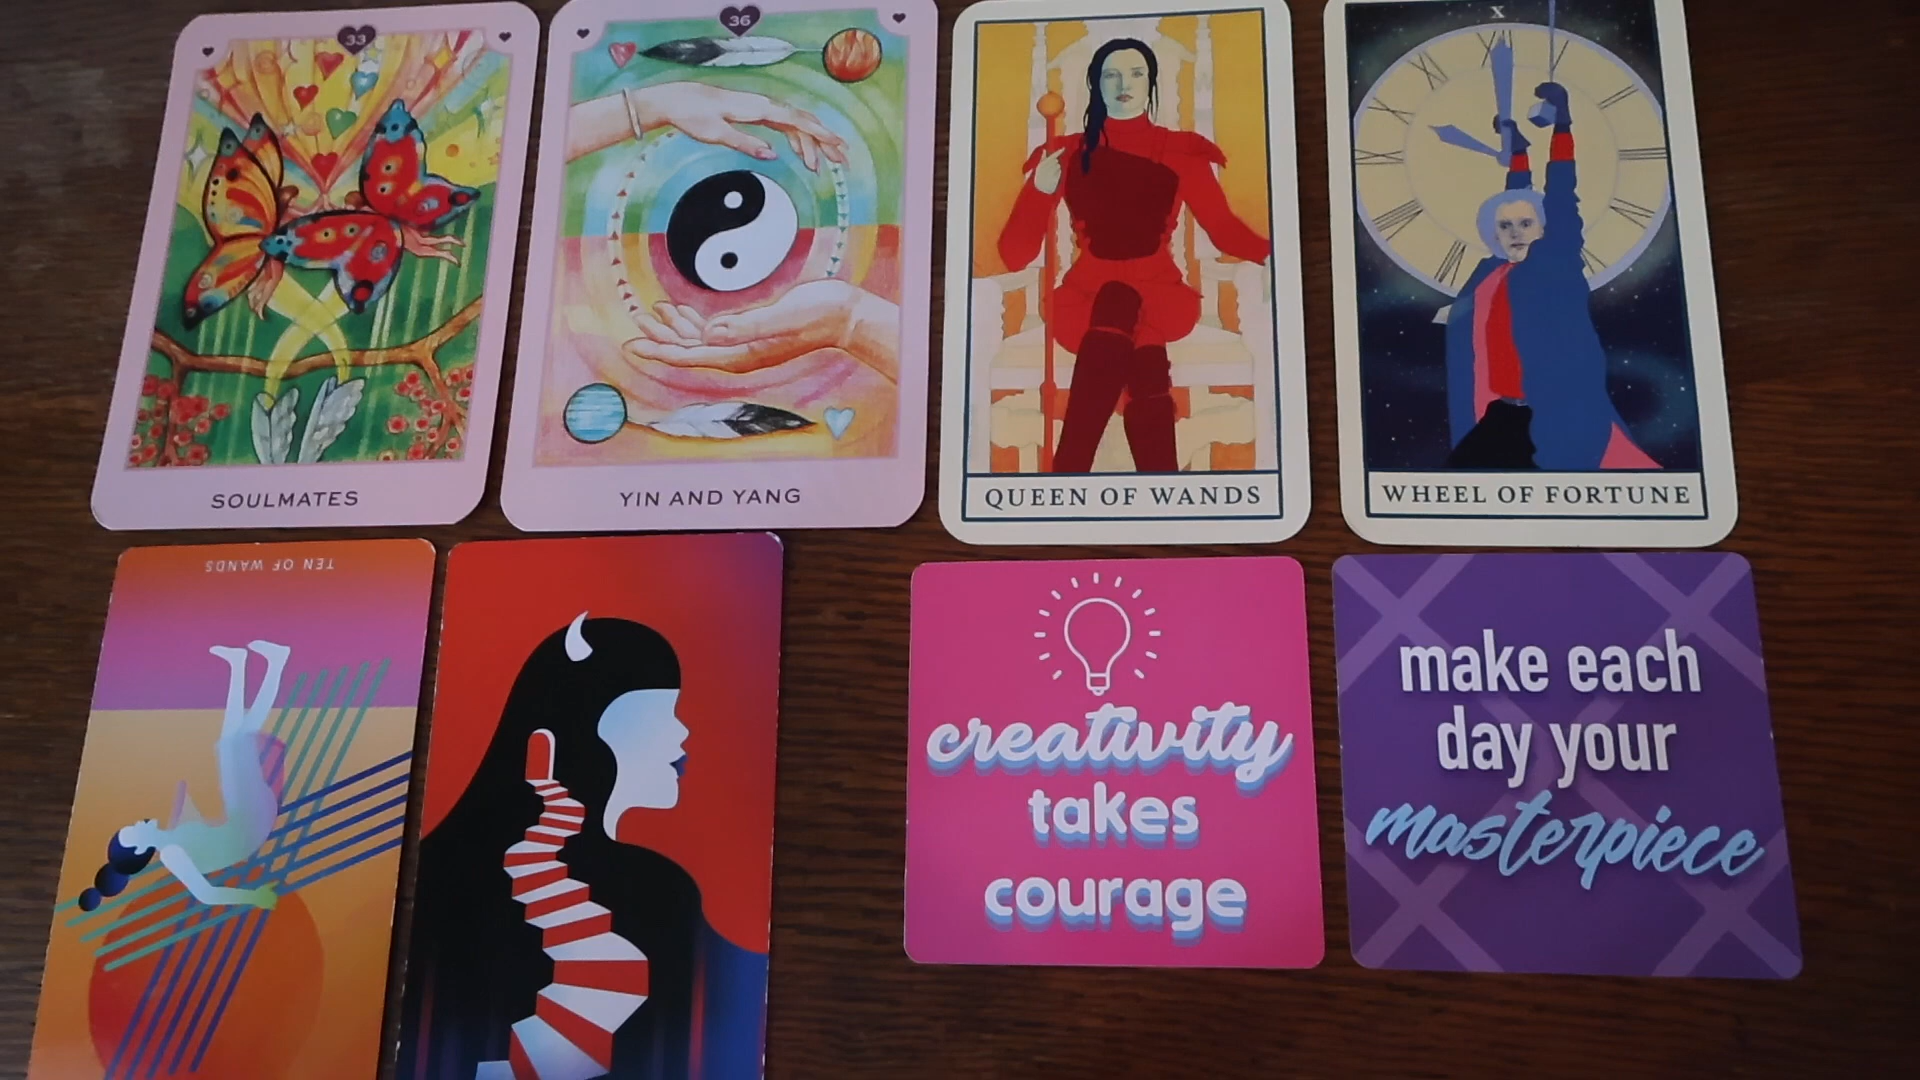 33
SOULMATES
36
YIN AND YANG
QUEEN OF WANDS
X
WHEEL OF FORTUNE
TEN OF WANDS
creativity
takes
courage
make each
day your
masterpiece